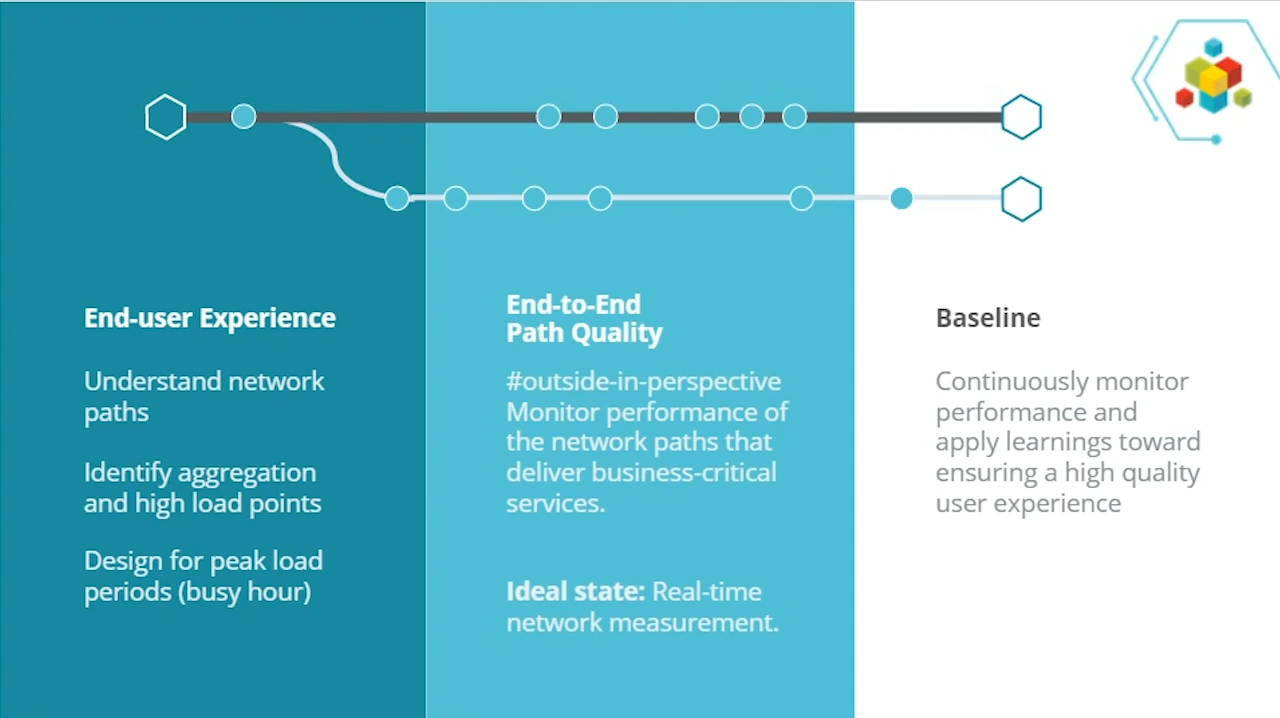 End-user Experience
Understand network
paths
Identify aggregation
and high load points
Design for peak load
periods (busy hour)
End-to-End
Path Quality
#outside-in-perspective
Monitor performance of
the network paths that
deliver business-critical
services.
Ideal state: Real-time
network measurement.
Baseline
Continuously monitor
performance and
apply learnings toward
ensuring a high quality
user experience